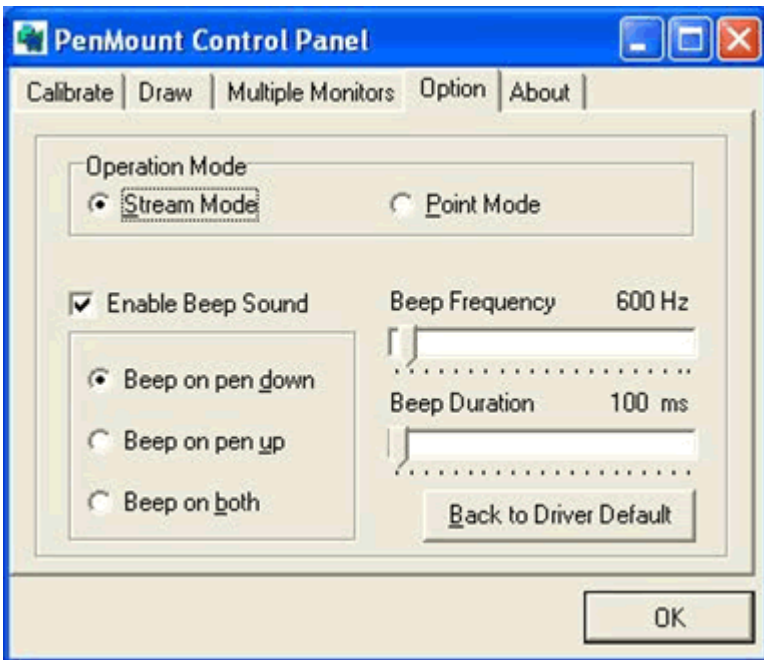 PenMount Control Panel
Calibrate Draw Multiple Monitors Option About
Operation Mode
Stream Mode Point Mode
Enable Beep Sound Beep Frequency 600 Hz
Beep on pen down
Beep Duration 100 ms
Beep on pen up
Beep on both
Back to Driver Default
OK